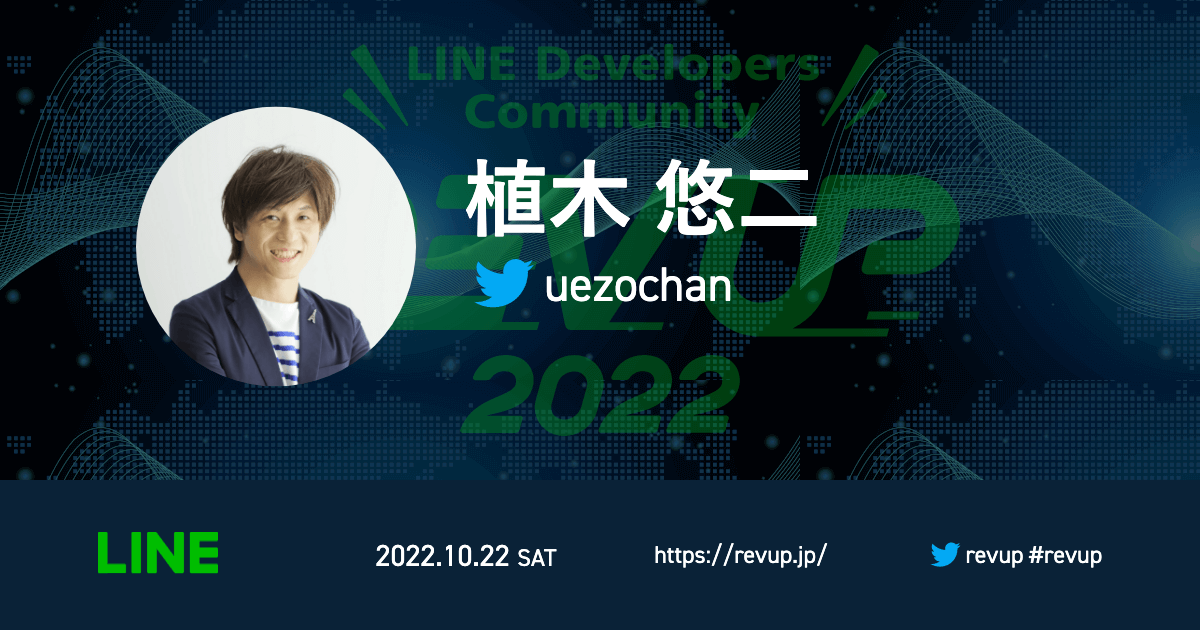 LINE Developers
Community
REVUP
2022
植木 悠二
uezochan
LINE
2022.10.22 SAT
https://revup.jp/
revup #revup